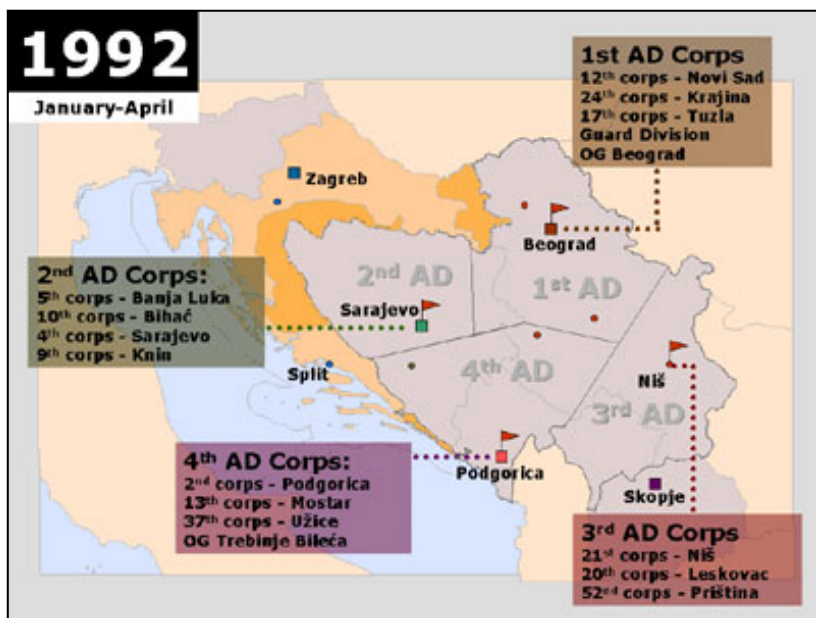 1992
January-April
1st AD Corps
12th corps - Novi Sad
24th corps - Krajina
17th corps - Tuzla
Guard Division
OG Beograd
Zagreb
Beograd
2nd AD Corps:
5th corps - Banja Luka
10th corps - Bihać
4th corps - Sarajevo
9th corps - Knin
2nd AD
Sarajevo
1st AD
Split
4th AD
Niš
3rd AD
4th AD Corps:
2nd corps - Podgorica
13th corps - Mostar
37th corps - Užice
OG Trebinje Bileća
Podgorica
Skopje
3rd AD Corps
21st corps - Niš
20th corps - Leskovac
52nd corps - Priština